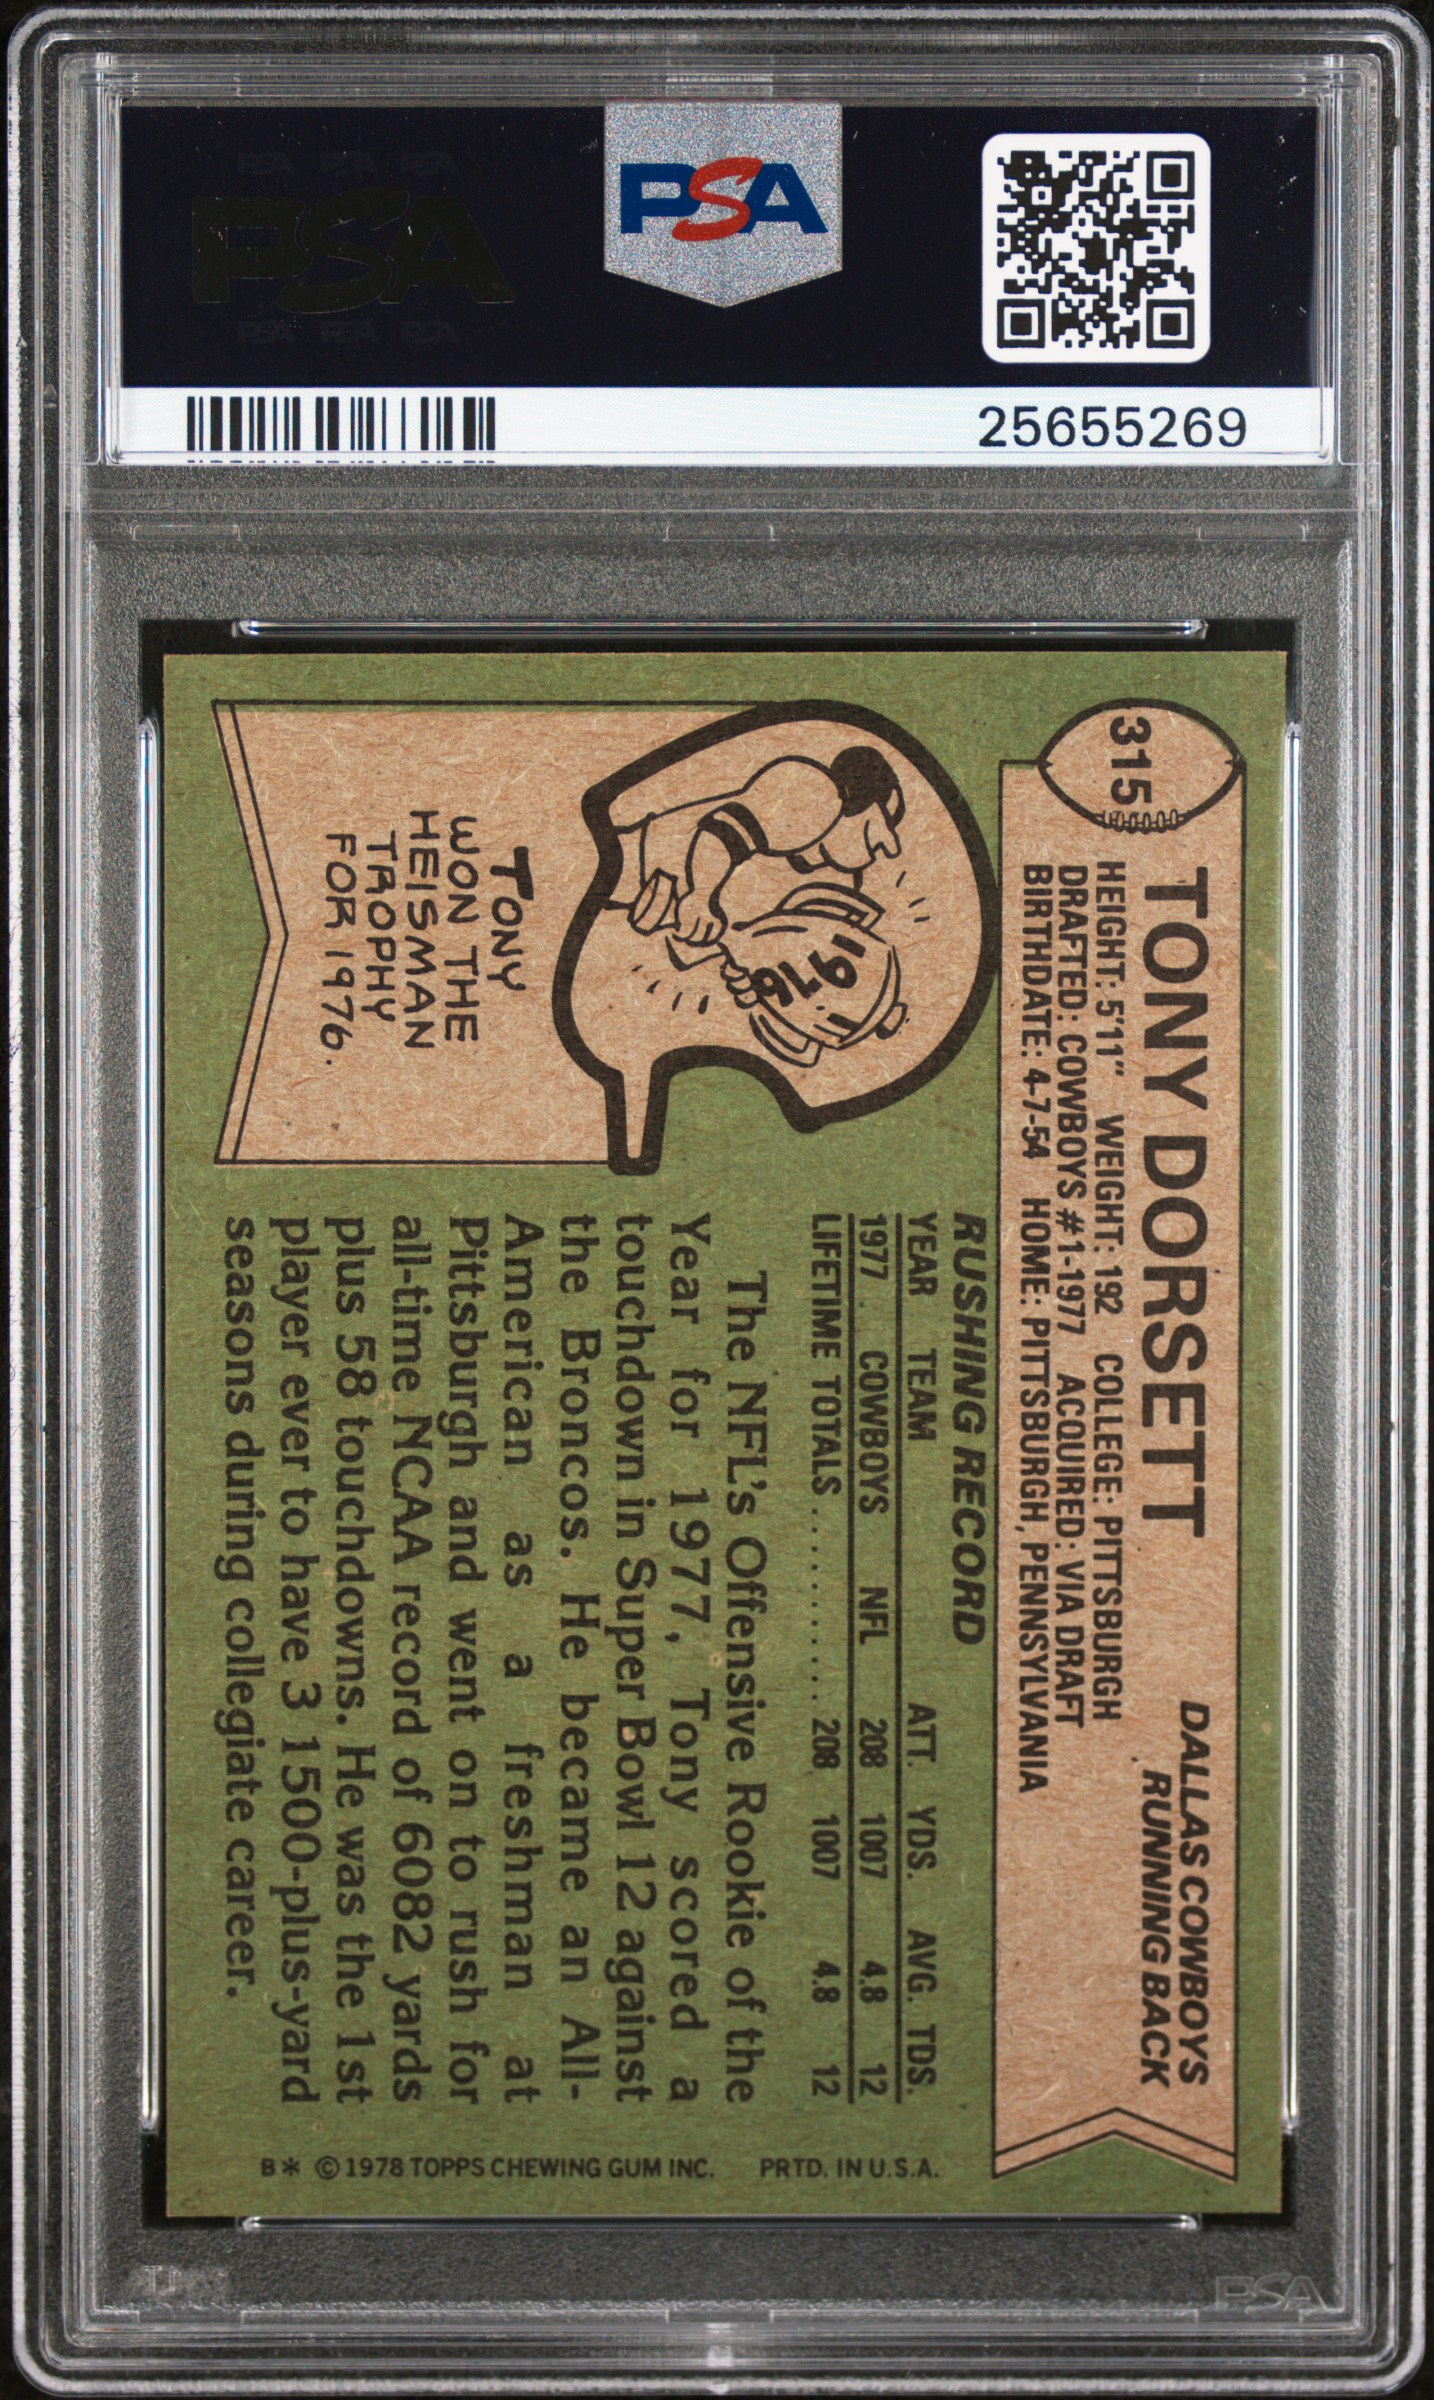 PSA
PSA
25655269
315
TONY DORSETT
DALLAS COWBOYS
RUNNING BACK
HEIGHT: 5'11" WEIGHT: 192 COLLEGE: PITTSBURGH
DRAFTED: COWBOYS #1-1977 ACQUIRED: VIA DRAFT
BIRTHDATE: 4-7-54 HOME: PITTSBURGH, PENNSYLVANIA
1976
TONY
WON THE
HEISMAN
TROPHY
FOR 1976.
RUSHING RECORD
YEAR TEAM ATT. YDS. AVG. TDS.
1977 COWBOYS NFL 208 1007 4.8 12
LIFETIME TOTALS.......... 208 1007 4.8 12
The NFL's Offensive Rookie of the
Year for 1977, Tony scored a
touchdown in Super Bowl 12 against
the Broncos. He became an All-
American as a freshman at
Pittsburgh and went on to rush for
all-time NCAA record of 6082 yards
plus 58 touchdowns. He was the 1st
player ever to have 3 1500-plus-yard
seasons during collegiate career.
B* © 1978 TOPPS CHEWING GUM INC. PRTD. IN U.S.A.
PSA